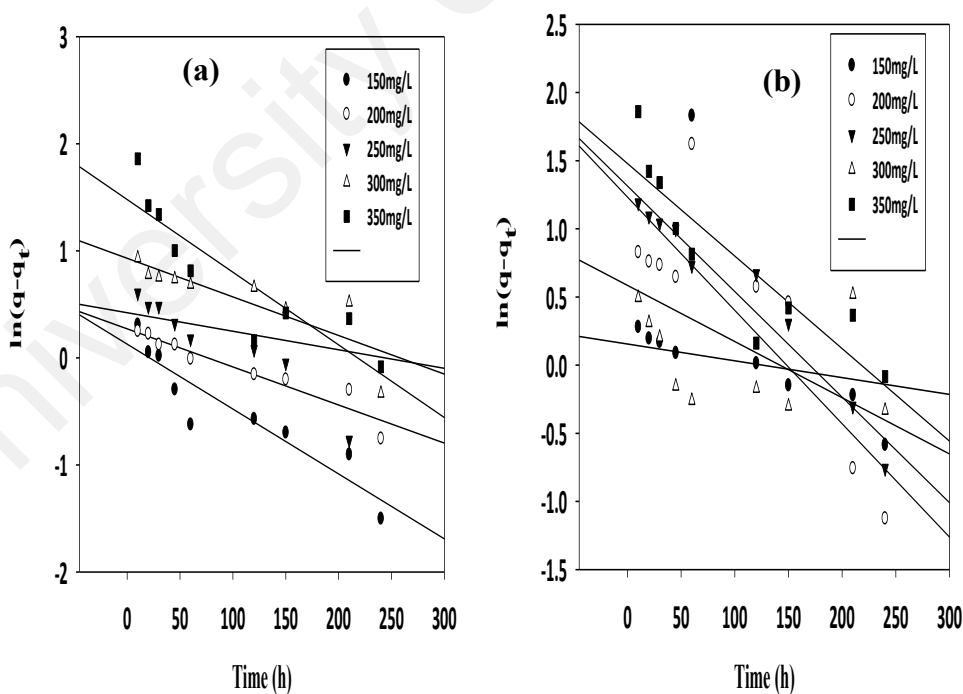 University
(a)
150mg/L
200mg/L
250mg/L
300mg/L
350mg/L
3
2
1
0
-1
-2
ln(q-qt)
0 50 100 150 200 250 300
Time (h)
(b)
150mg/L
200mg/L
250mg/L
300mg/L
350mg/L
2.5
2.0
1.5
1.0
0.5
0.0
-0.5
-1.0
-1.5
ln(q-qt)
0 50 100 150 200 250 300
Time (h)